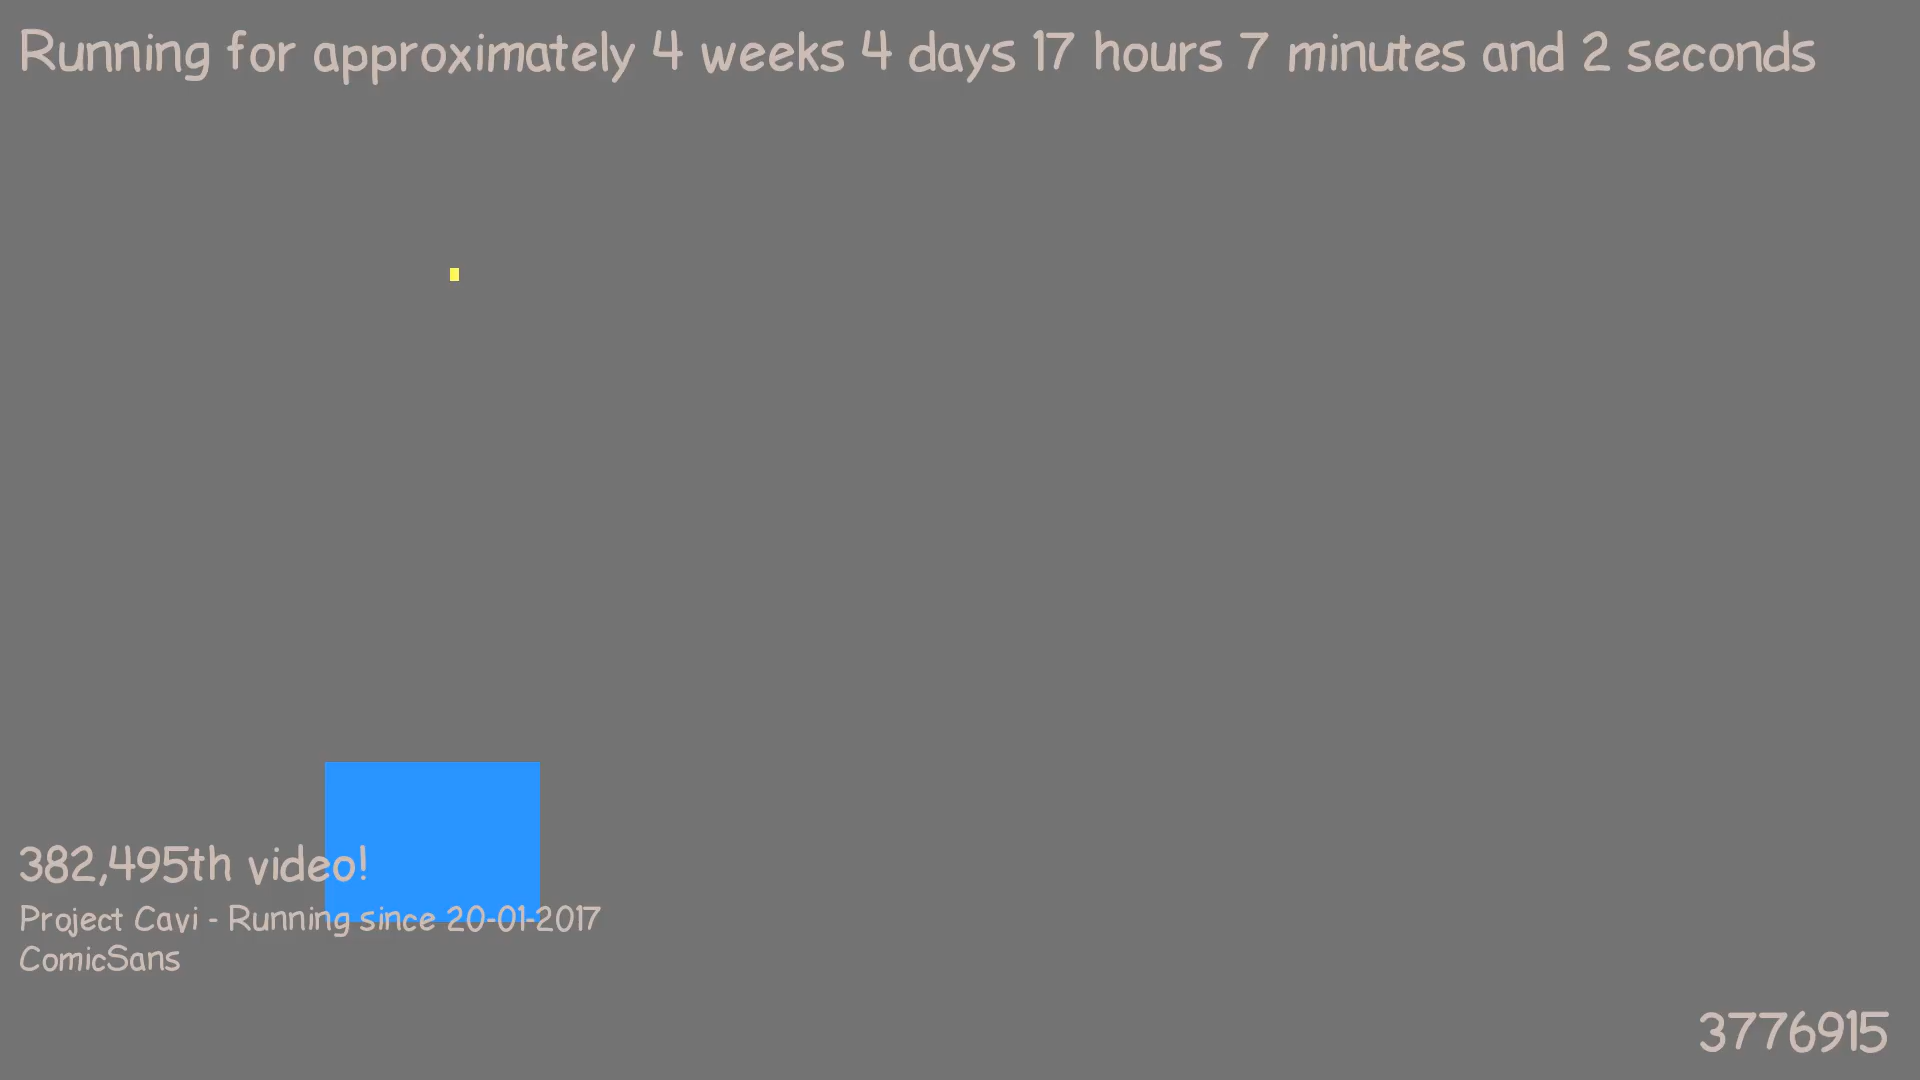 Running for approximately 4 weeks 4 days 17 hours 7 minutes and 2 seconds
382,495th video!
Project Cavi - Running since 20-01-2017
ComicSans
3776915